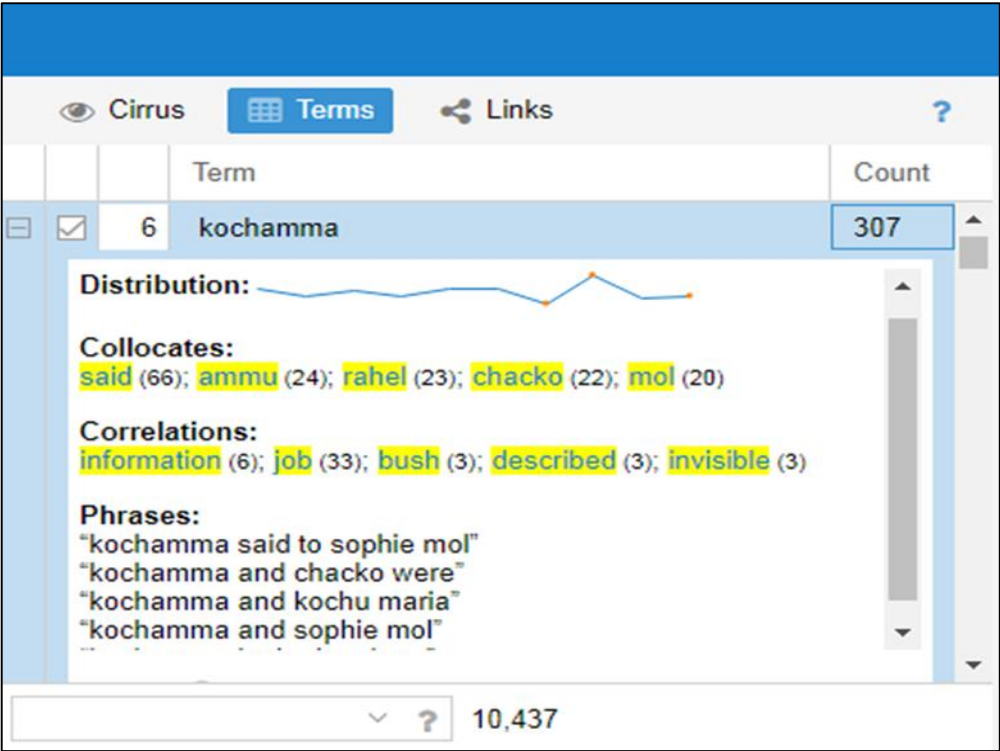 Cirrus Terms Links ?
Term Count
6 kochamma 307
Distribution:
Collocates:
said (66); ammu (24); rahel (23); chacko (22); mol (20)
Correlations:
information (6); job (33); bush (3); described (3); invisible (3)
Phrases:
“kochamma said to sophie mol”
“kochamma and chacko were”
“kochamma and kochu maria”
“kochamma and sophie mol”
? 10,437